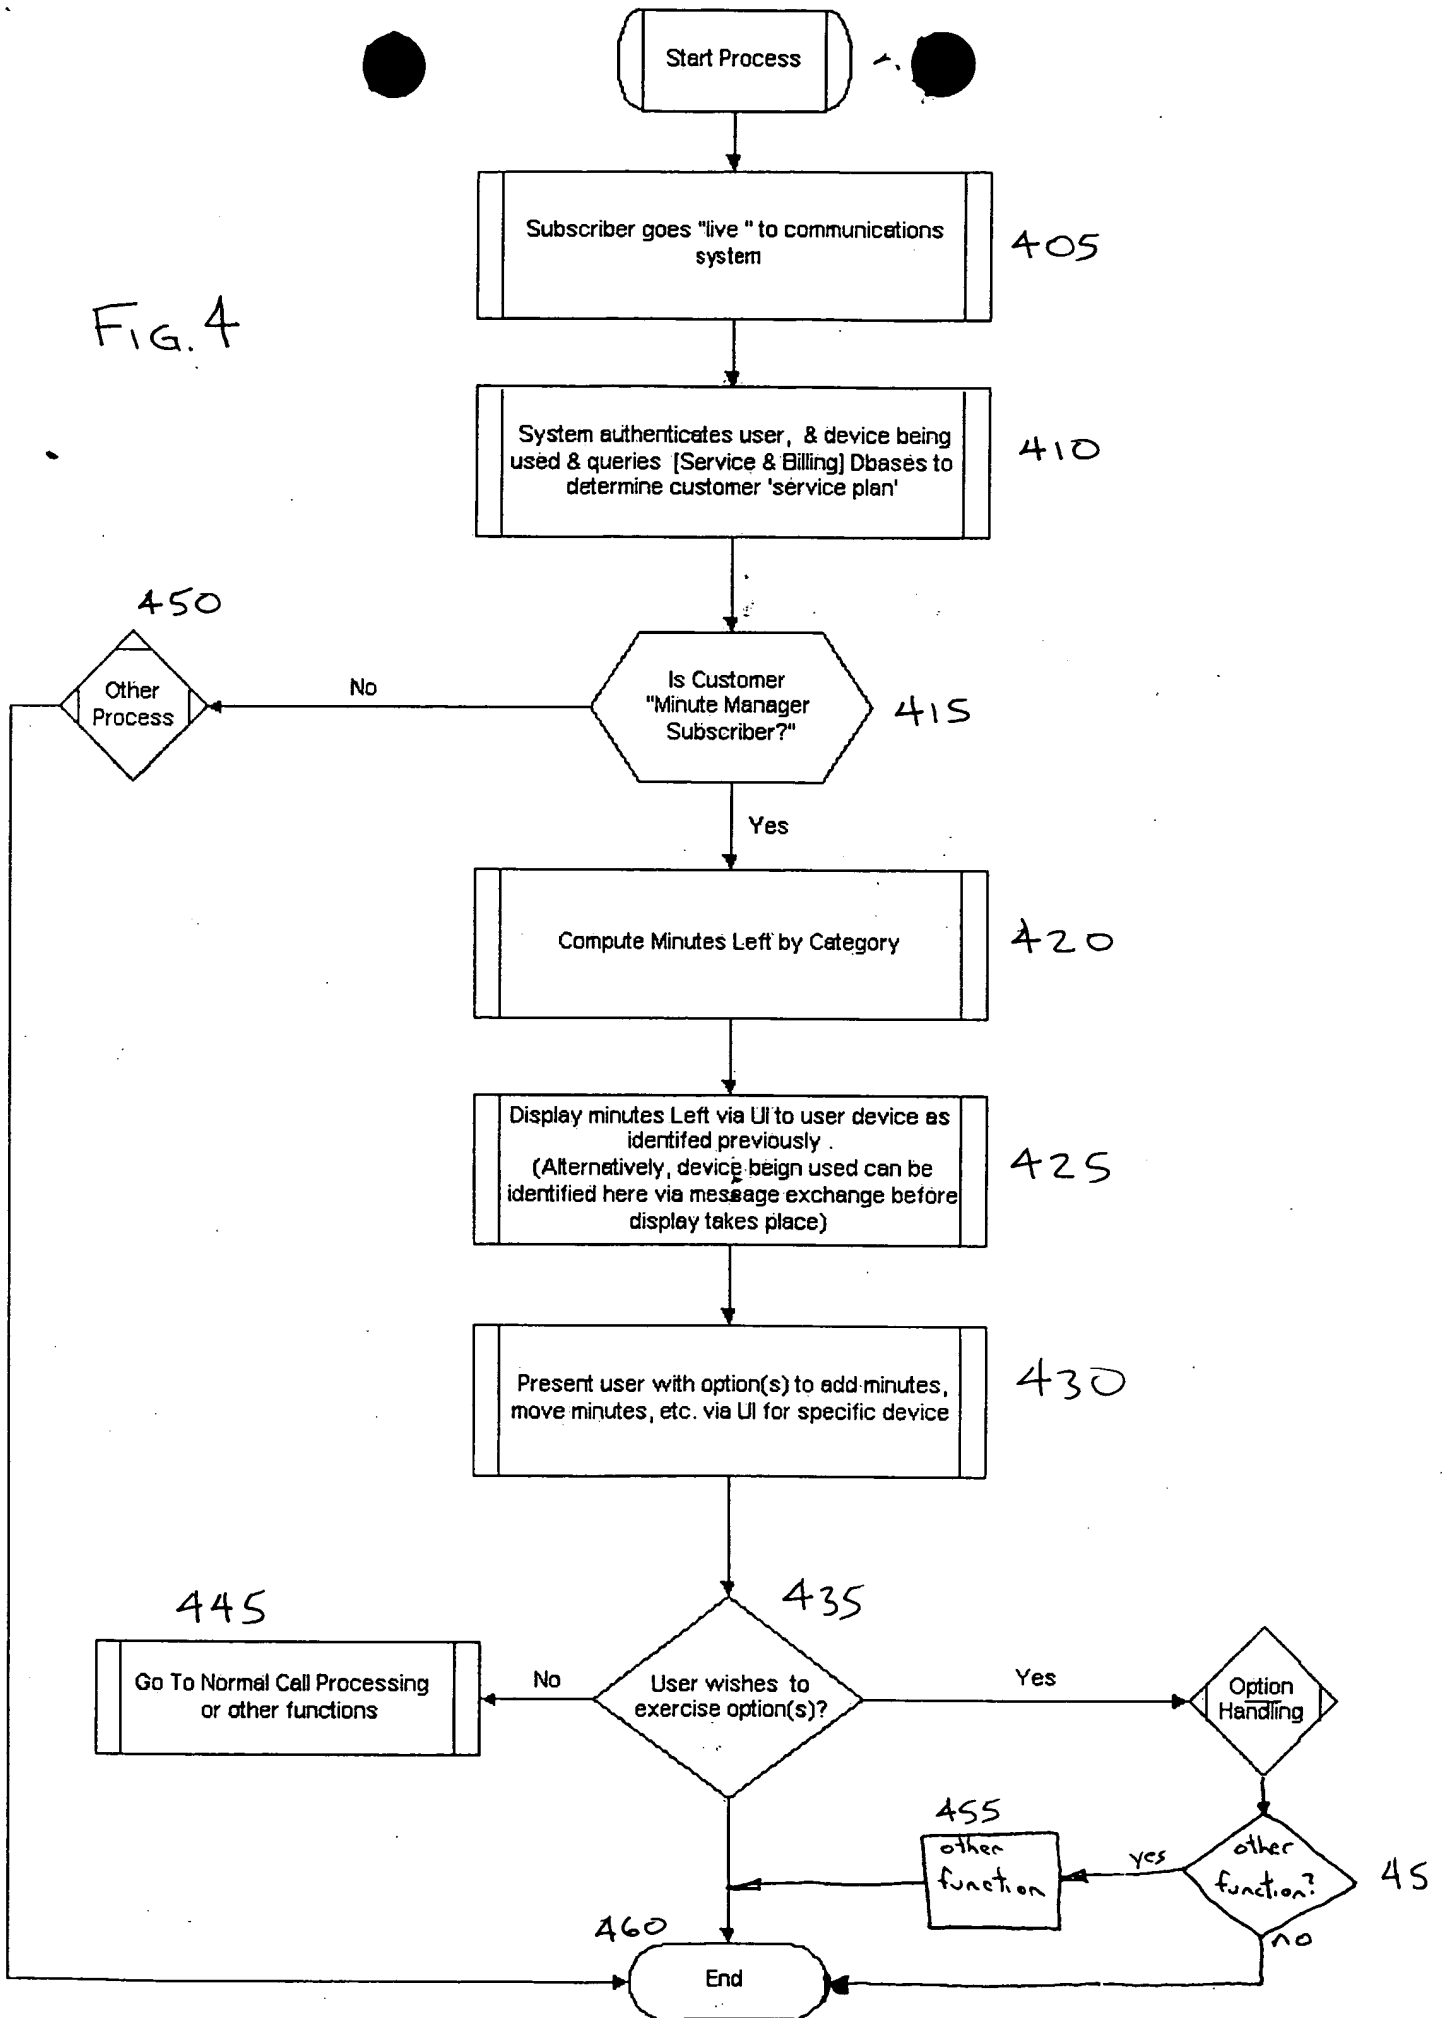 Start Process
Subscriber goes "live " to communications
system
405
FIG. 4
System authenticates user, & device being
used & queries [Service & Billing] Dbases to
determine customer 'service plan'
410
450
Other
Process
No
Is Customer
"Minute Manager
Subscriber?"
415
Yes
Compute Minutes Left by Category
420
Display minutes Left via UI to user device as
identifed previously .
(Alternatively, device beign used can be
identified here via message exchange before
display takes place)
425
Present user with option(s) to add minutes,
move minutes, etc. via UI for specific device
430
435
445
Go To Normal Call Processing
or other functions
No
User wishes to
exercise option(s)?
Yes
Option
Handling
455
other
function
yes
other
function?
45
no
460
End